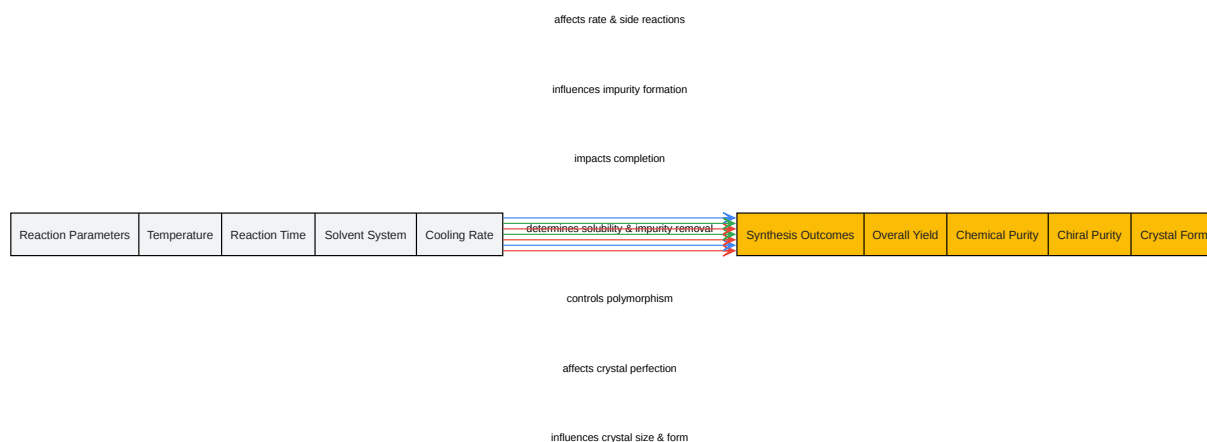 affects rate & side reactions
influences impurity formation
impacts completion
Reaction Parameters
Temperature
Reaction Time
Solvent System
Cooling Rate
determines solubility & impurity removal
Synthesis Outcomes
Overall Yield
Chemical Purity
Chiral Purity
Crystal Form
controls polymorphism
affects crystal perfection
influences crystal size & form